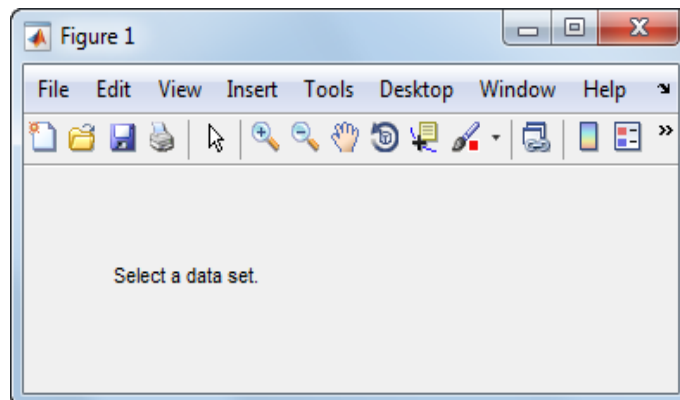 Figure 1
File Edit View Insert Tools Desktop Window Help
Select a data set.